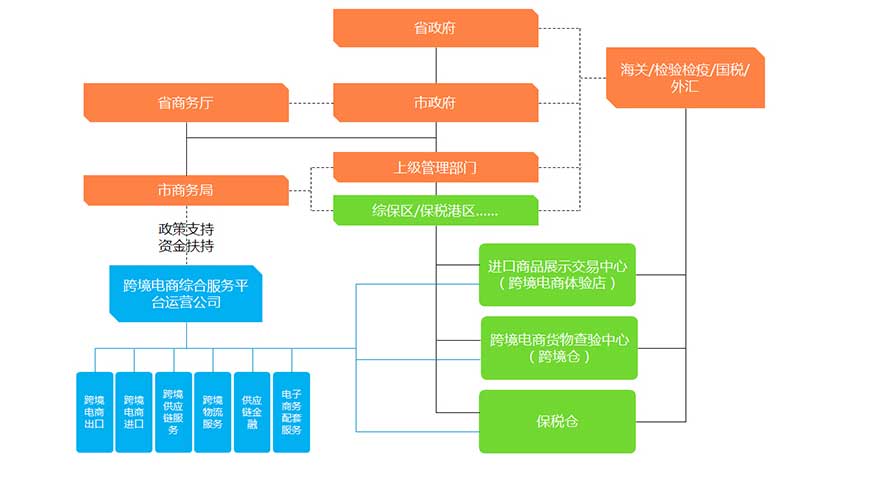 省政府
海关/检验检疫/国税/
外汇
省商务厅
市政府
上级管理部门
市商务局
综保区/保税港区……
政策支持
资金扶持
进口商品展示交易中心
（跨境电商体验店）
跨境电商综合服务平
台运营公司
跨境电商货物查验中心
（跨境仓）
保税仓
跨境
电商
出口
跨境
电商
进口
跨境
供应
链服
务
跨境
物流
服务
供应
链金
融
电子
商务
配套
服务